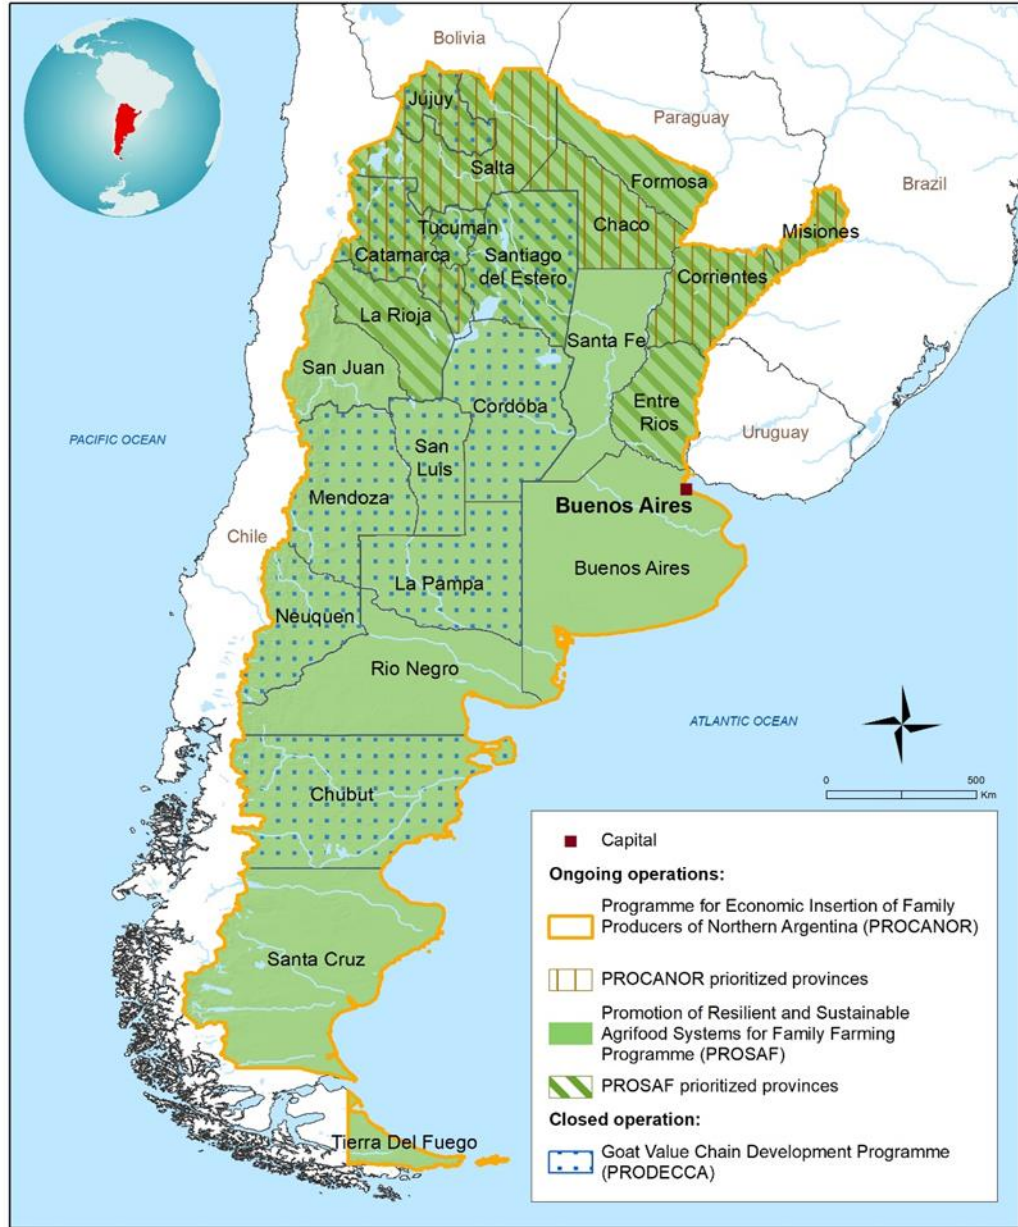 Bolivia
Jujuy
Paraguay
Salta
Formosa
Brazil
Chaco
Tucuman
Misiones
Catamarca
Santiago
del Estero
Corrientes
La Rioja
Santa Fe
San Juan
Entre
Rios
Cordoba
PACIFIC OCEAN
Uruguay
San
Luis
Mendoza
Buenos Aires
Chile
Buenos Aires
La Pampa
Neuquen
Rio Negro
ATLANTIC OCEAN
0 500
Km
Chubut
Santa Cruz
Tierra Del Fuego
Capital
Ongoing operations:
Programme for Economic Insertion of Family
Producers of Northern Argentina (PROCANOR)
PROCANOR prioritized provinces
Promotion of Resilient and Sustainable
Agrifood Systems for Family Farming
Programme (PROSAF)
PROSAF prioritized provinces
Closed operation:
Goat Value Chain Development Programme
(PRODECCA)